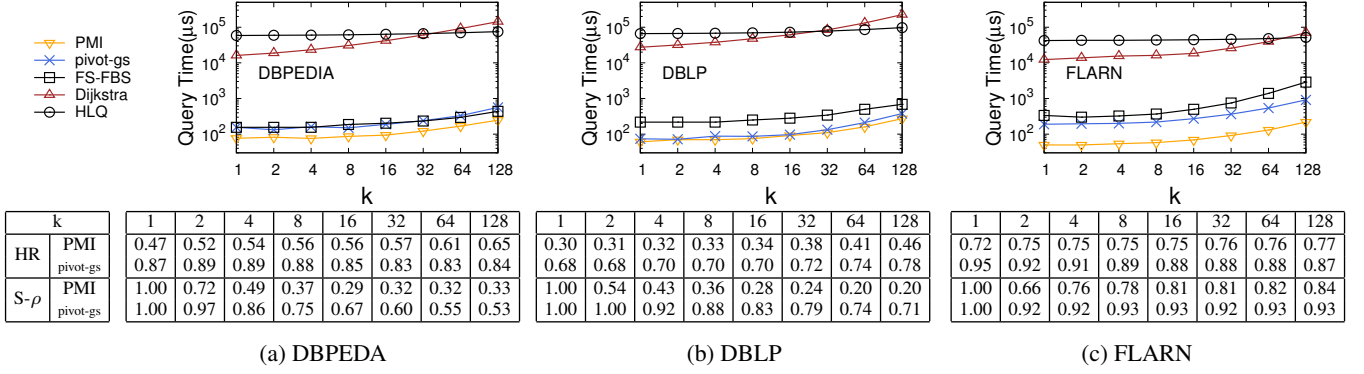 PMI
pivot-gs
FS-FBS
Dijkstra
HLQ
Query Time(μs)
10^5
10^4
10^3
10^2
DBPEDIA
1 2 4 8 16 32 64 128
k
Query Time(μs)
10^5
10^4
10^3
10^2
DBLP
1 2 4 8 16 32 64 128
k
Query Time(μs)
10^5
10^4
10^3
10^2
FLARN
1 2 4 8 16 32 64 128
k
k 1 2 4 8 16 32 64 128 1 2 4 8 16 32 64 128 1 2 4 8 16 32 64 128
HR PMI 0.47 0.52 0.54 0.56 0.56 0.57 0.61 0.65 0.30 0.31 0.32 0.33 0.34 0.38 0.41 0.46 0.72 0.75 0.75 0.75 0.75 0.76 0.76 0.77
pivot-gs 0.87 0.89 0.89 0.88 0.85 0.83 0.83 0.84 0.68 0.68 0.70 0.70 0.70 0.72 0.74 0.78 0.95 0.92 0.91 0.89 0.88 0.88 0.88 0.87
S-ρ PMI 1.00 0.72 0.49 0.37 0.29 0.32 0.32 0.33 1.00 0.54 0.43 0.36 0.28 0.24 0.20 0.20 1.00 0.66 0.76 0.78 0.81 0.81 0.82 0.84
pivot-gs 1.00 0.97 0.86 0.75 0.67 0.60 0.55 0.53 1.00 1.00 0.92 0.88 0.83 0.79 0.74 0.71 1.00 0.92 0.92 0.93 0.93 0.92 0.93 0.93
(a) DBPEDA
(b) DBLP
(c) FLARN